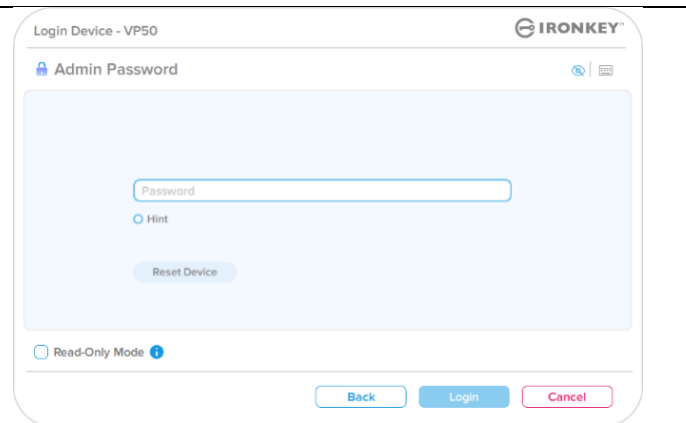 Login Device - VP50
IRONKEY™
Admin Password
Password
Hint
Reset Device
Read-Only Mode
Back
Login
Cancel